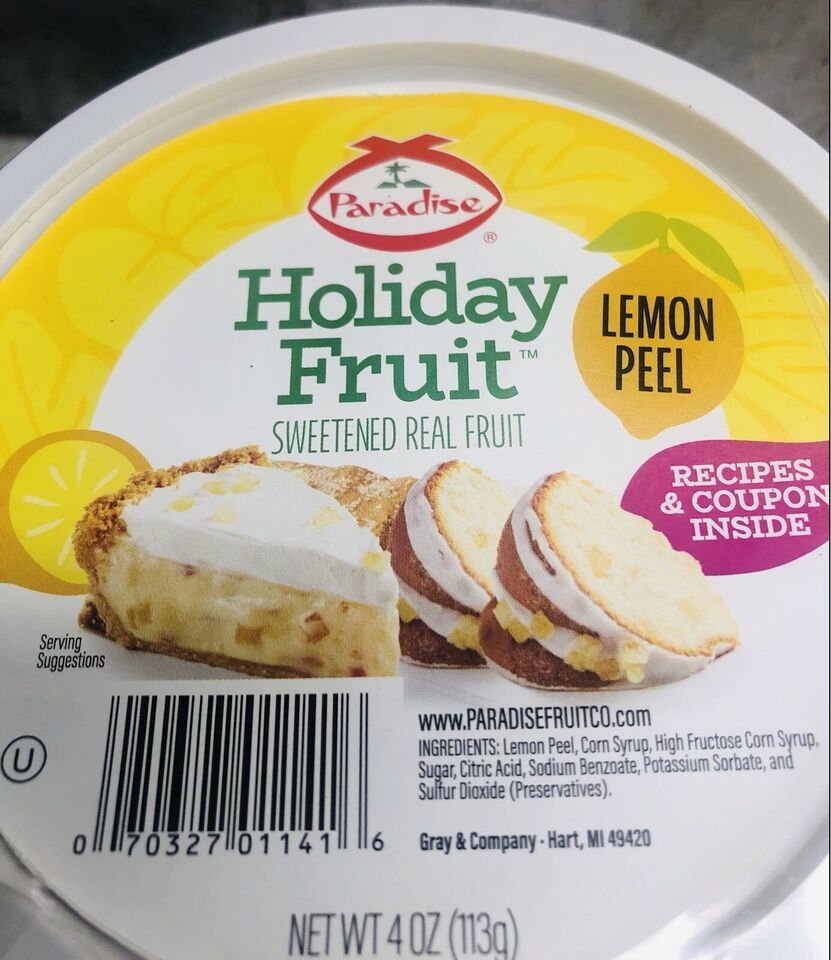 Paradise
®
Holiday
Fruit™
SWEETENED REAL FRUIT
LEMON
PEEL
RECIPES
& COUPON
INSIDE
Serving
Suggestions
U
0 70327 01141 6
www.PARADISEFRUITCO.com
INGREDIENTS: Lemon Peel, Corn Syrup, High Fructose Corn Syrup,
Sugar, Citric Acid, Sodium Benzoate, Potassium Sorbate, and
Sulfur Dioxide (Preservatives).
Gray & Company · Hart, MI 49420
NET WT 4 OZ (113g)